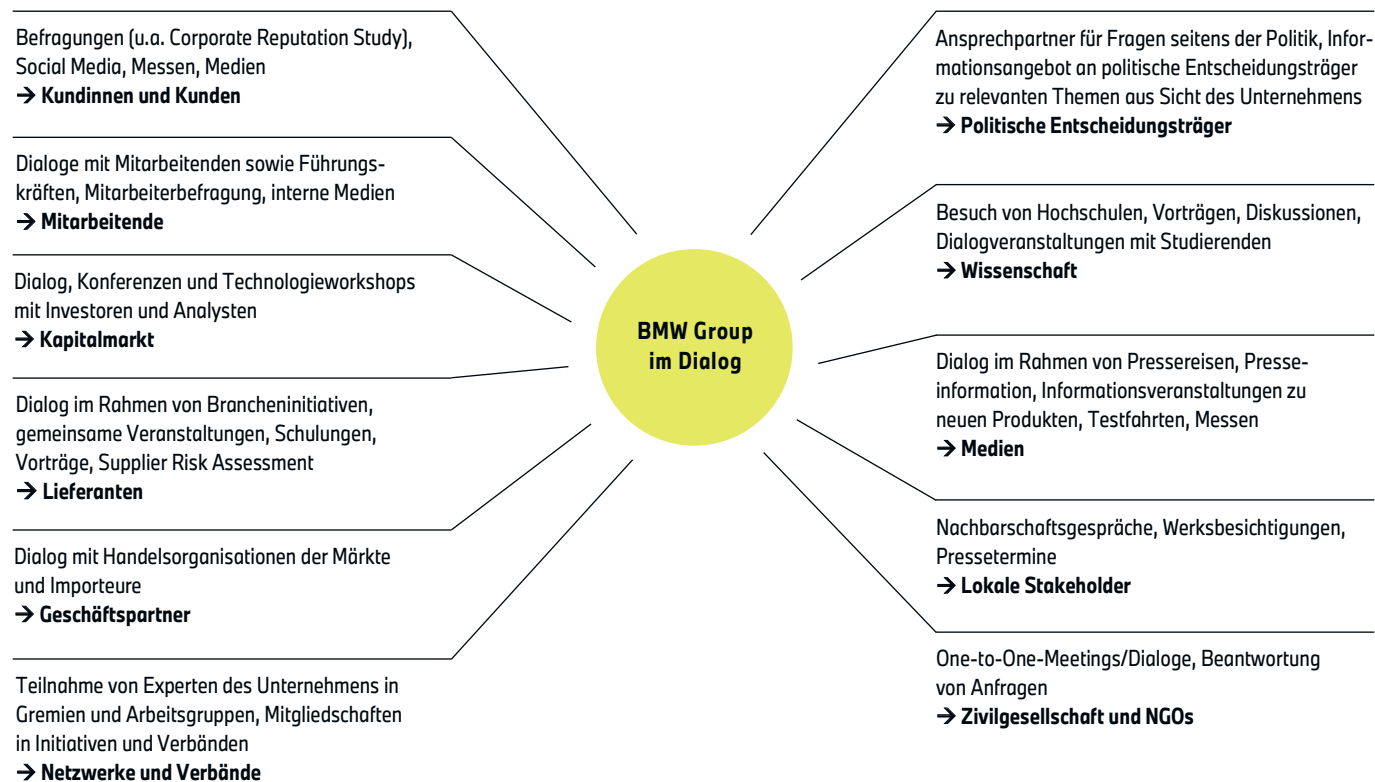 Befragungen (u.a. Corporate Reputation Study),
Social Media, Messen, Medien
→ Kundinnen und Kunden
Dialoge mit Mitarbeitenden sowie Führungs-
kräften, Mitarbeiterbefragung, interne Medien
→ Mitarbeitende
Dialog, Konferenzen und Technologieworkshops
mit Investoren und Analysten
→ Kapitalmarkt
Dialog im Rahmen von Brancheninitiativen,
gemeinsame Veranstaltungen, Schulungen,
Vorträge, Supplier Risk Assessment
→ Lieferanten
Dialog mit Handelsorganisationen der Märkte
und Importeure
→ Geschäftspartner
Teilnahme von Experten des Unternehmens in
Gremien und Arbeitsgruppen, Mitgliedschaften
in Initiativen und Verbänden
→ Netzwerke und Verbände
BMW Group
im Dialog
Ansprechpartner für Fragen seitens der Politik, Infor-
mationsangebot an politische Entscheidungsträger
zu relevanten Themen aus Sicht des Unternehmens
→ Politische Entscheidungsträger
Besuch von Hochschulen, Vorträgen, Diskussionen,
Dialogveranstaltungen mit Studierenden
→ Wissenschaft
Dialog im Rahmen von Pressereisen, Presse-
information, Informationsveranstaltungen zu
neuen Produkten, Testfahrten, Messen
→ Medien
Nachbarschaftsgespräche, Werksbesichtigungen,
Pressetermine
→ Lokale Stakeholder
One-to-One-Meetings/Dialoge, Beantwortung
von Anfragen
→ Zivilgesellschaft und NGOs